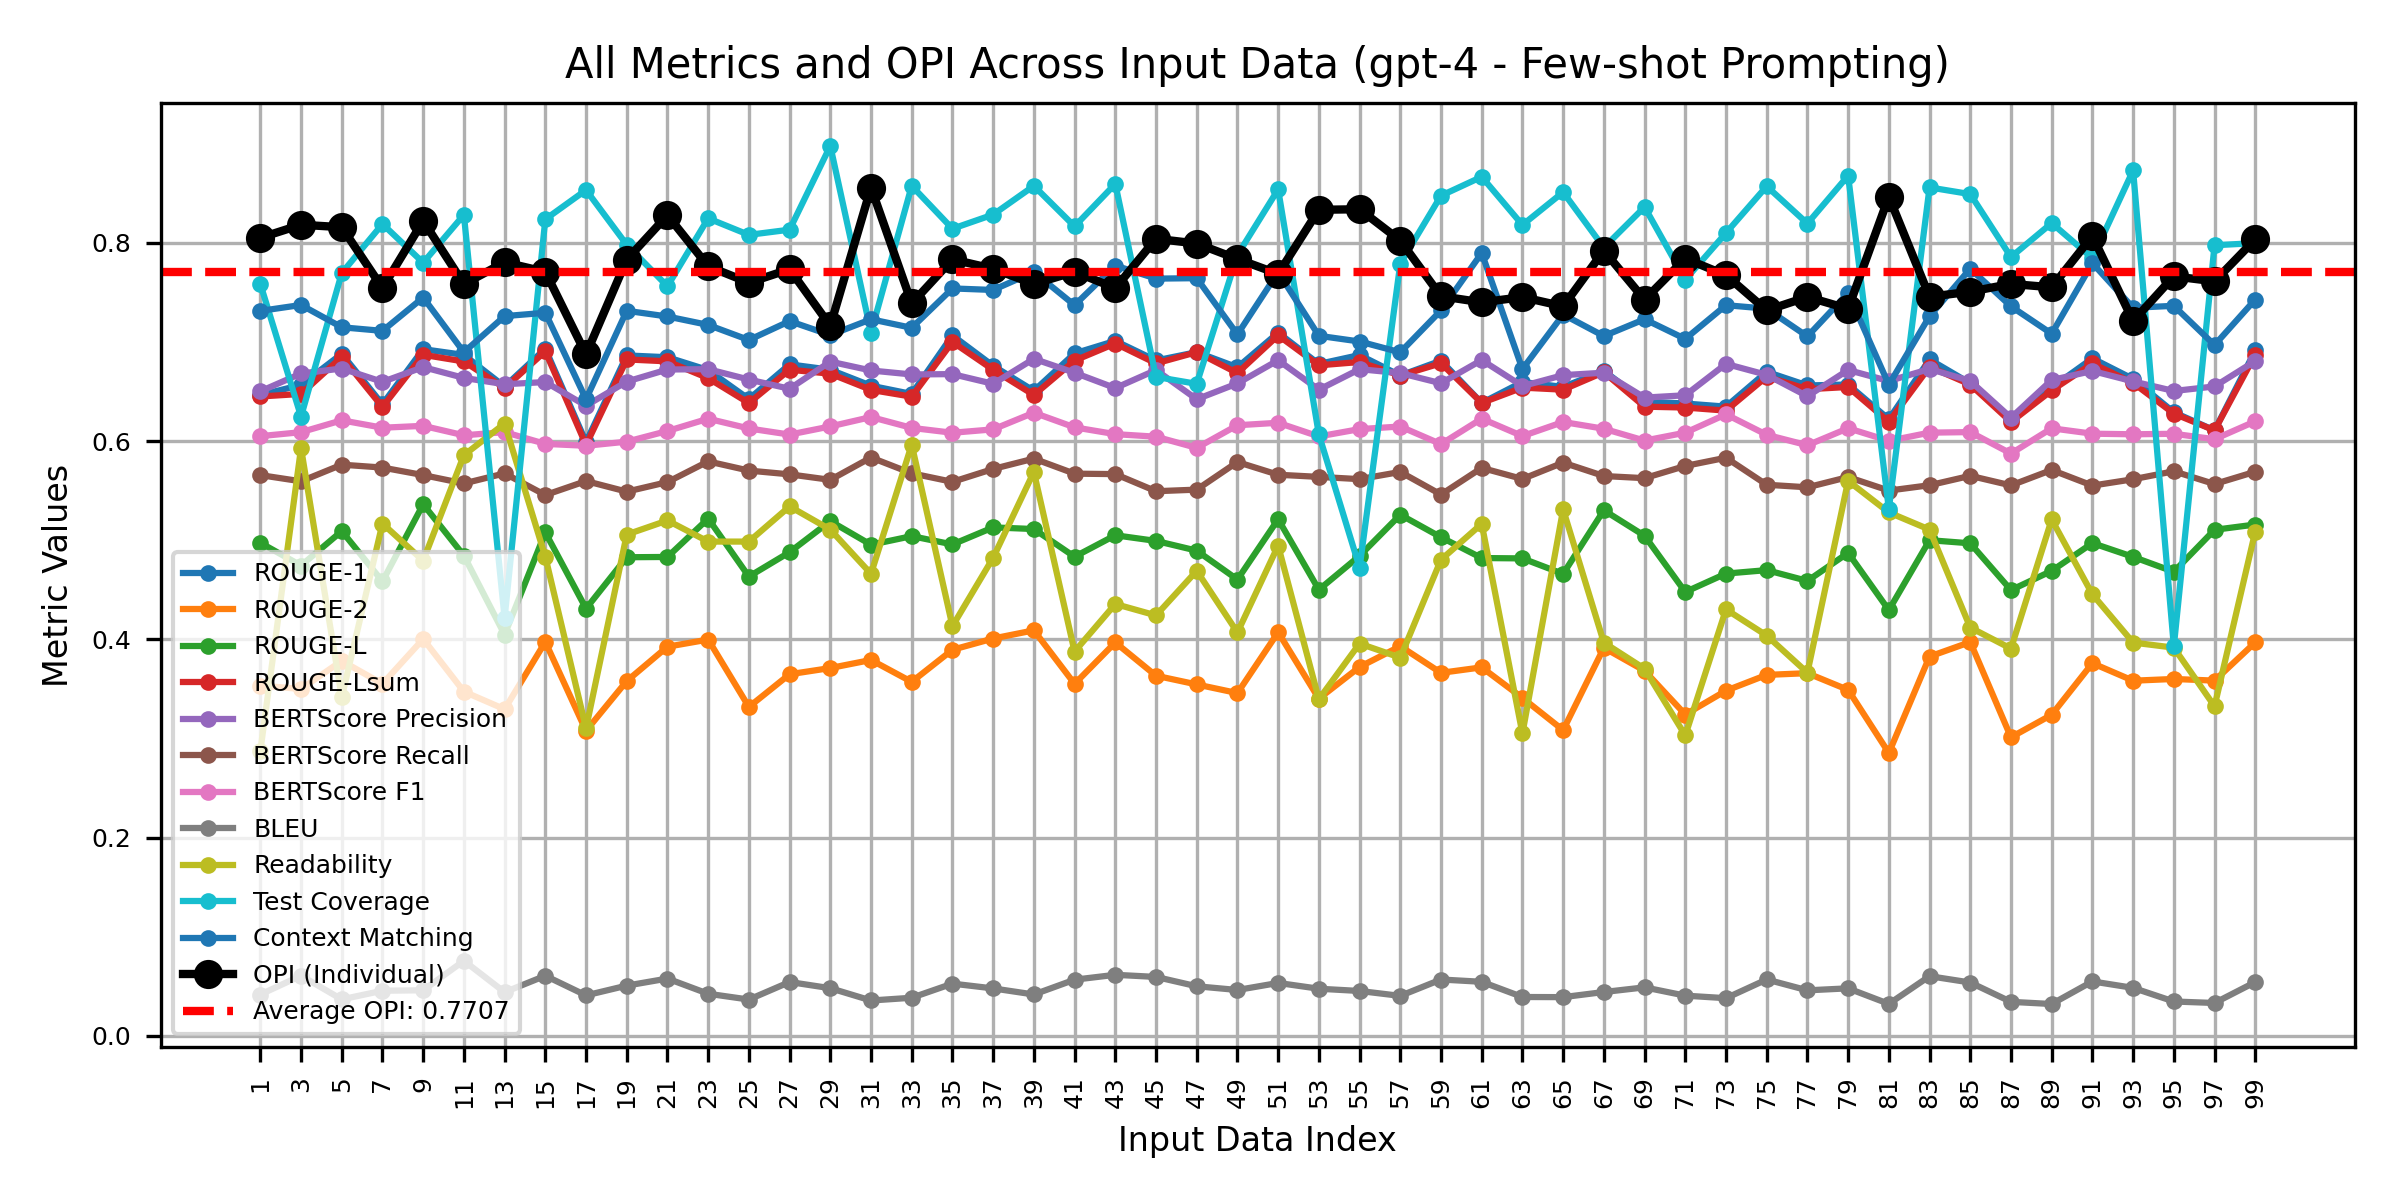 All Metrics and OPI Across Input Data (gpt-4 - Few-shot Prompting)
Metric Values
0.8
0.6
0.4
0.2
0.0
ROUGE-1
ROUGE-2
ROUGE-L
ROUGE-Lsum
BERTScore Precision
BERTScore Recall
BERTScore F1
BLEU
Readability
Test Coverage
Context Matching
OPI (Individual)
Average OPI: 0.7707
1 3 5 7 9 11 13 15 17 19 21 23 25 27 29 31 33 35 37 39 41 43 45 47 49 51 53 55 57 59 61 63 65 67 69 71 73 75 77 79 81 83 85 87 89 91 93 95 97 99
Input Data Index